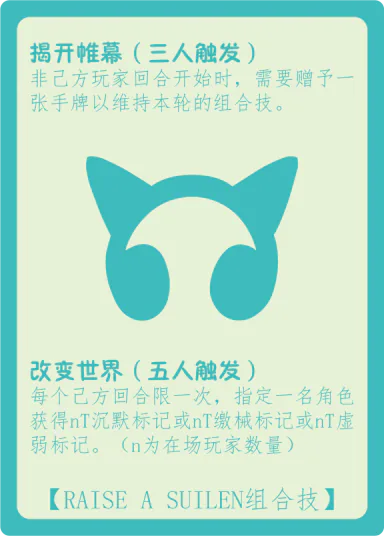 揭开帷幕（三人触发）
非己方玩家回合开始时，需要赠予一
张手牌以维持本轮的组合技。
改变世界（五人触发）
每个己方回合限一次，指定一名角色
获得nT沉默标记或nT缴械标记或nT虚
弱标记。（n为在场玩家数量）
【RAISE A SUILEN组合技】